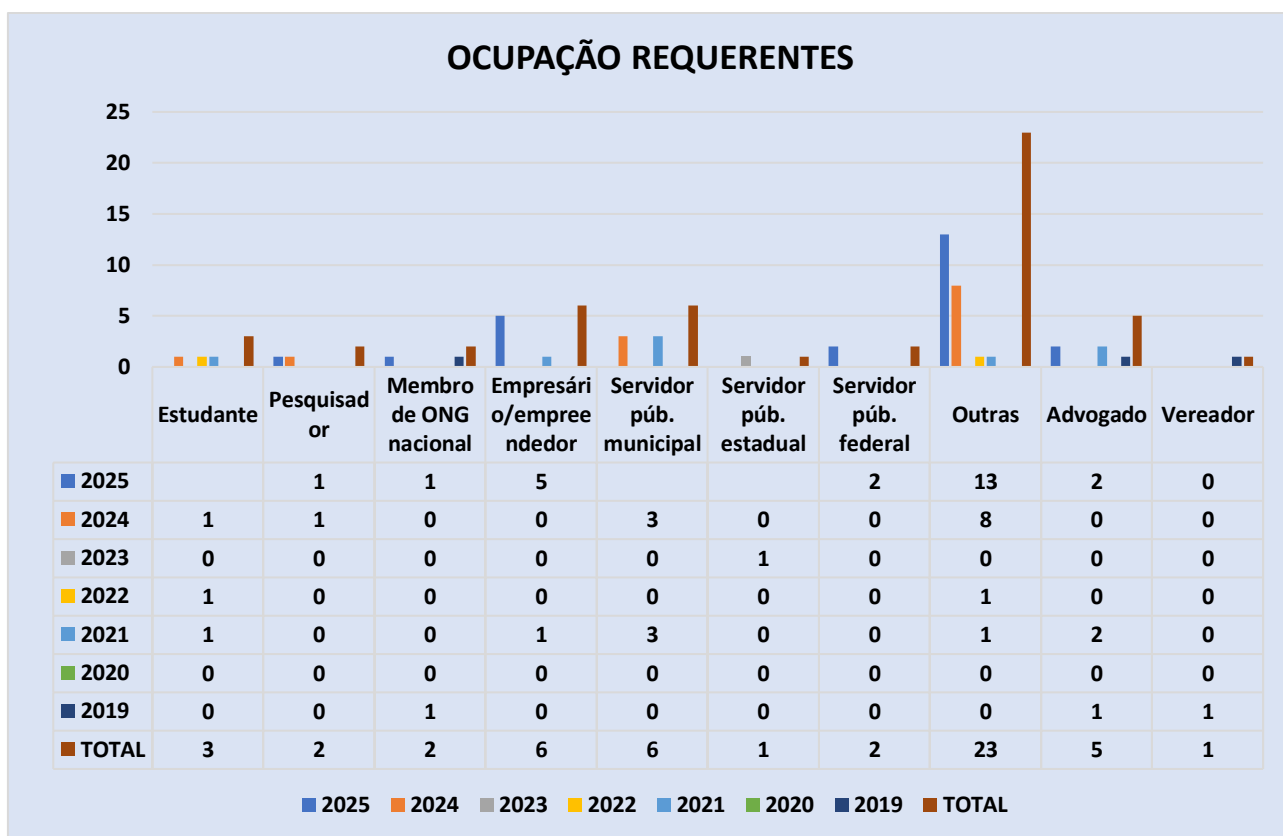 OCUPAÇÃO REQUERENTES
25
20
15
10
5
0
Estudante
Pesquisad
or
Membro
de ONG
nacional
Empresári
o/empree
ndedor
Servidor
púb.
municipal
Servidor
púb.
estadual
Servidor
púb.
federal
Outras
Advogado
Vereador
2025 1 1 5 2 13 2 0
2024 1 1 0 0 3 0 0 8 0 0
2023 0 0 0 0 0 1 0 0 0 0
2022 1 0 0 0 0 0 0 1 0 0
2021 1 0 0 1 3 0 0 1 2 0
2020 0 0 0 0 0 0 0 0 0 0
2019 0 0 1 0 0 0 0 0 1 1
TOTAL 3 2 2 6 6 1 2 23 5 1
2025 2024 2023 2022 2021 2020 2019 TOTAL